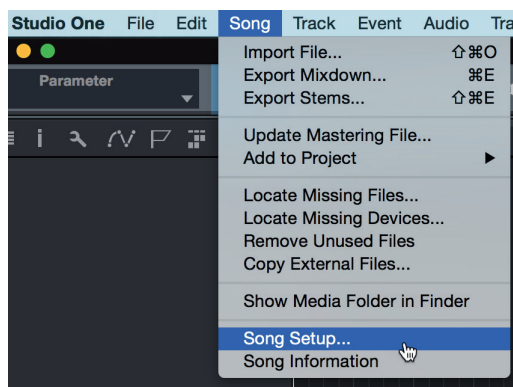 Studio One File Edit Song Track Event Audio Tra
Parameter
Import File... ⇧⌘O
Export Mixdown... ⌘E
Export Stems... ⇧⌘E
Update Mastering File...
Add to Project
Locate Missing Files...
Locate Missing Devices...
Remove Unused Files
Copy External Files...
Show Media Folder in Finder
Song Setup...
Song Information